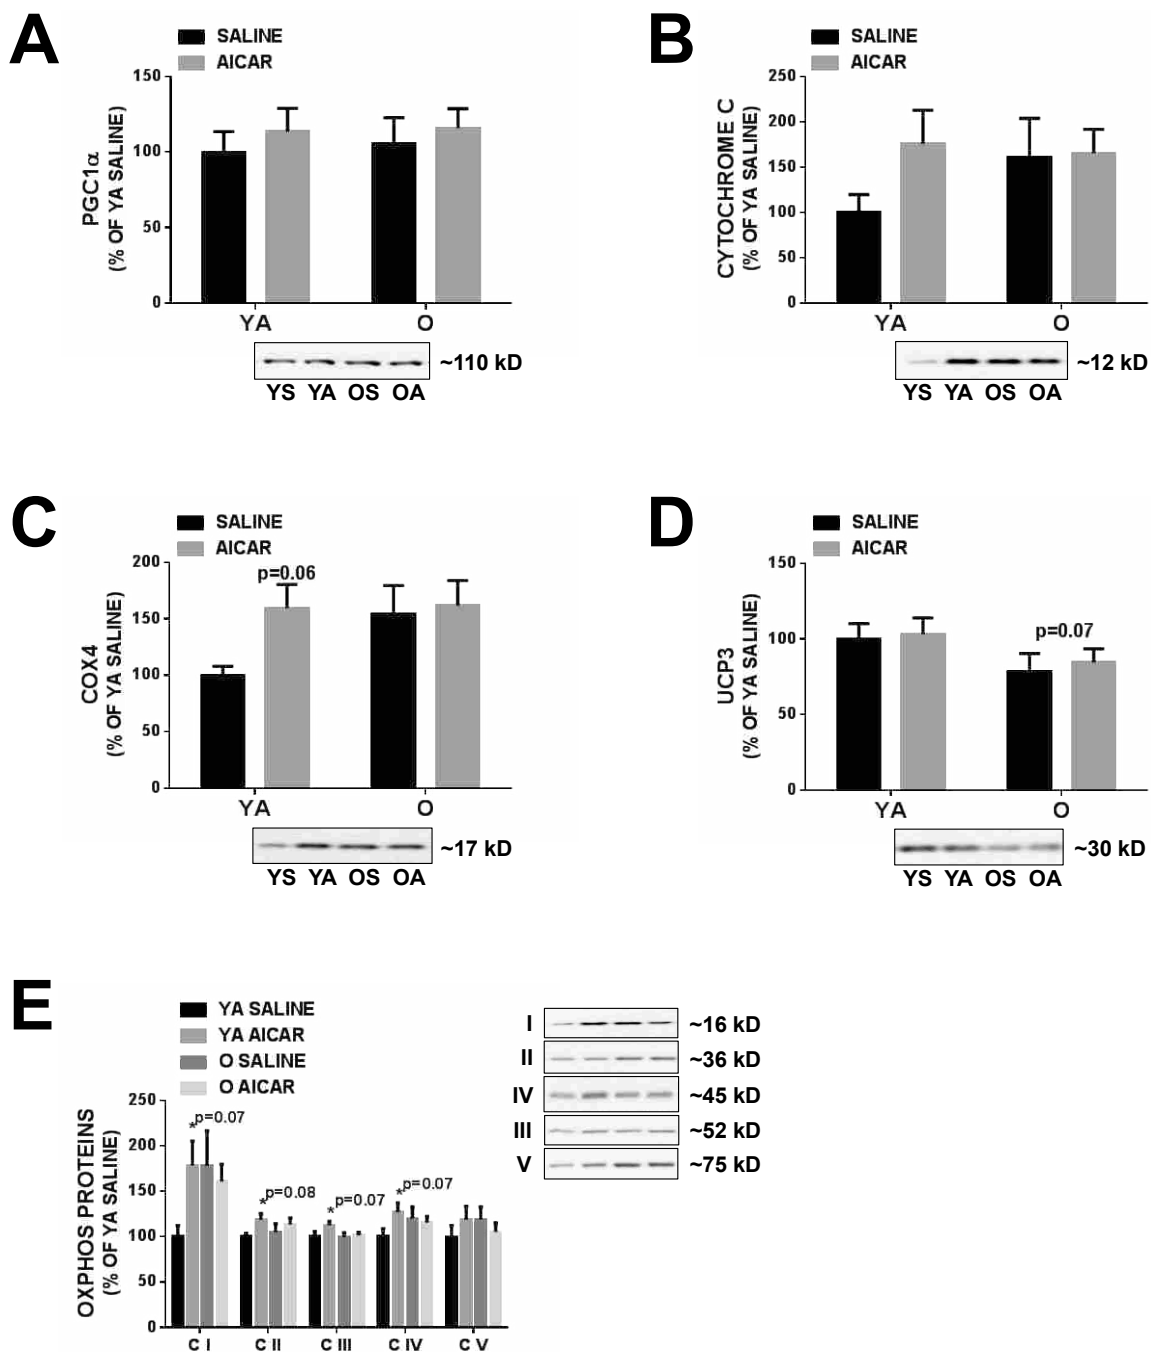 A
SALINE
AICAR
PGC1α
(% OF YA SALINE)
150
100
50
0
YA O
~110 kD
YS YA OS OA
B
SALINE
AICAR
CYTOCHROME C
(% OF YA SALINE)
250
200
150
100
50
0
YA O
~12 kD
YS YA OS OA
C
SALINE
AICAR
COX4
(% OF YA SALINE)
200
150
100
50
0
p=0.06
YA O
~17 kD
YS YA OS OA
D
SALINE
AICAR
UCP3
(% OF YA SALINE)
150
100
50
0
p=0.07
YA O
~30 kD
YS YA OS OA
E
YA SALINE
YA AICAR
O SALINE
O AICAR
OXPHOS PROTEINS
(% OF YA SALINE)
250
200
150
100
50
0
*p=0.07
*p=0.08
*p=0.07
*p=0.07
C I C II C III C IV C V
I ~16 kD
II ~36 kD
IV ~45 kD
III ~52 kD
V ~75 kD